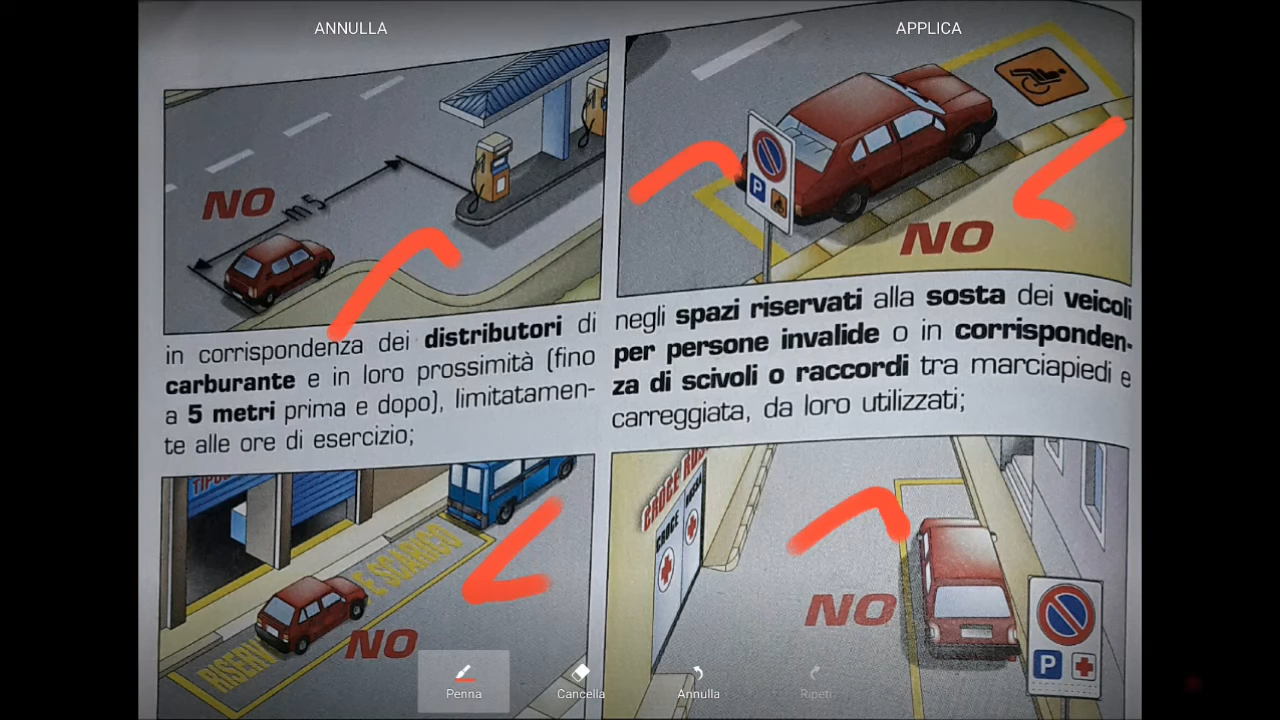 ANNULLA
APPLICA
NO
m 5
in corrispondenza dei distributori di
carburante e in loro prossimità (fino
a 5 metri prima e dopo), limitatamen-
te alle ore di esercizio;
P
NO
negli spazi riservati alla sosta dei veicoli
per persone invalide o in corrisponden-
za di scivoli o raccordi tra marciapiedi e
carreggiata, da loro utilizzati;
E SCARICO
NO
CROCE
CROCE
NO
P
Penna
Cancella
Annulla
Ripeti